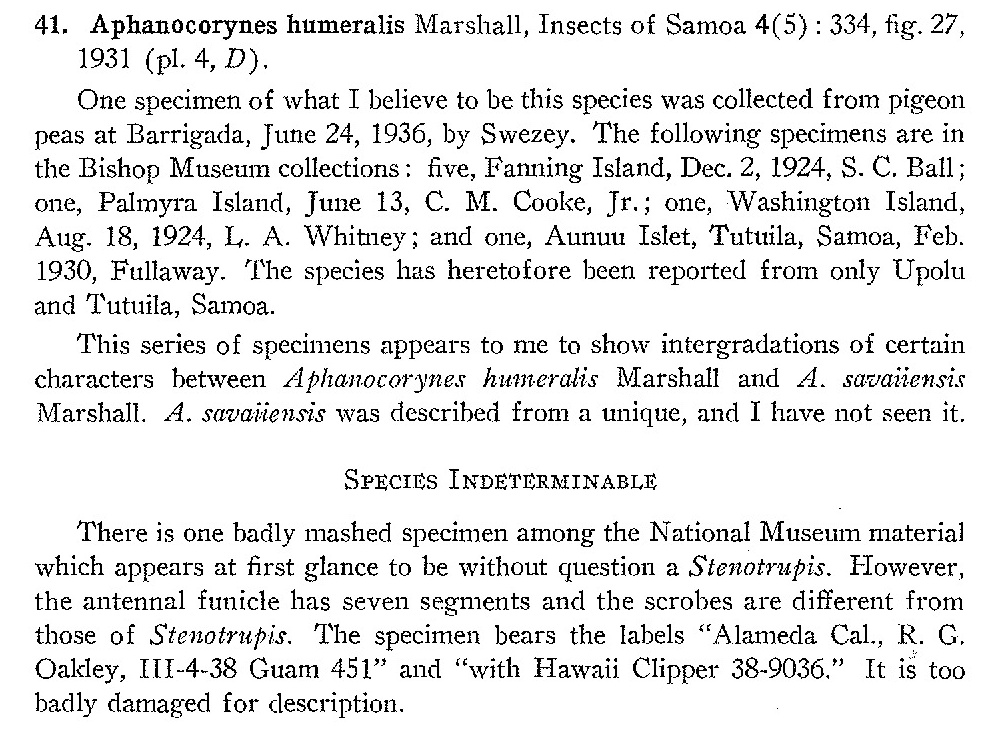 41. Aphanocorynes humeralis Marshall, Insects of Samoa 4(5) : 334, fig. 27,
1931 (pl. 4, D).
One specimen of what I believe to be this species was collected from pigeon
peas at Barrigada, June 24, 1936, by Swezey. The following specimens are in
the Bishop Museum collections: five, Fanning Island, Dec. 2, 1924, S. C. Ball;
one, Palmyra Island, June 13, C. M. Cooke, Jr.; one, Washington Island,
Aug. 18, 1924, L. A. Whitney; and one, Aunuu Islet, Tutuila, Samoa, Feb.
1930, Fullaway. The species has heretofore been reported from only Upolu
and Tutuila, Samoa.
This series of specimens appears to me to show intergradations of certain
characters between Aphanocorynes humeralis Marshall and A. savaiiensis
Marshall. A. savaiiensis was described from a unique, and I have not seen it.
SPECIES INDETERMINABLE
There is one badly mashed specimen among the National Museum material
which appears at first glance to be without question a Stenotrupis. However,
the antennal funicle has seven segments and the scrobes are different from
those of Stenotrupis. The specimen bears the labels “Alameda Cal., R. G.
Oakley, III-4-38 Guam 451” and “with Hawaii Clipper 38-9036.” It is too
badly damaged for description.